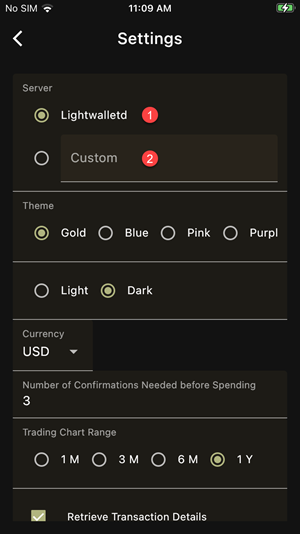 No SIM 11:09 AM
Settings
Server
Lightwalletd 1
Custom 2
Theme
Gold Blue Pink Purpl
Light Dark
Currency
USD
Number of Confirmations Needed before Spending
3
Trading Chart Range
1 M 3 M 6 M 1 Y
Retrieve Transaction Details